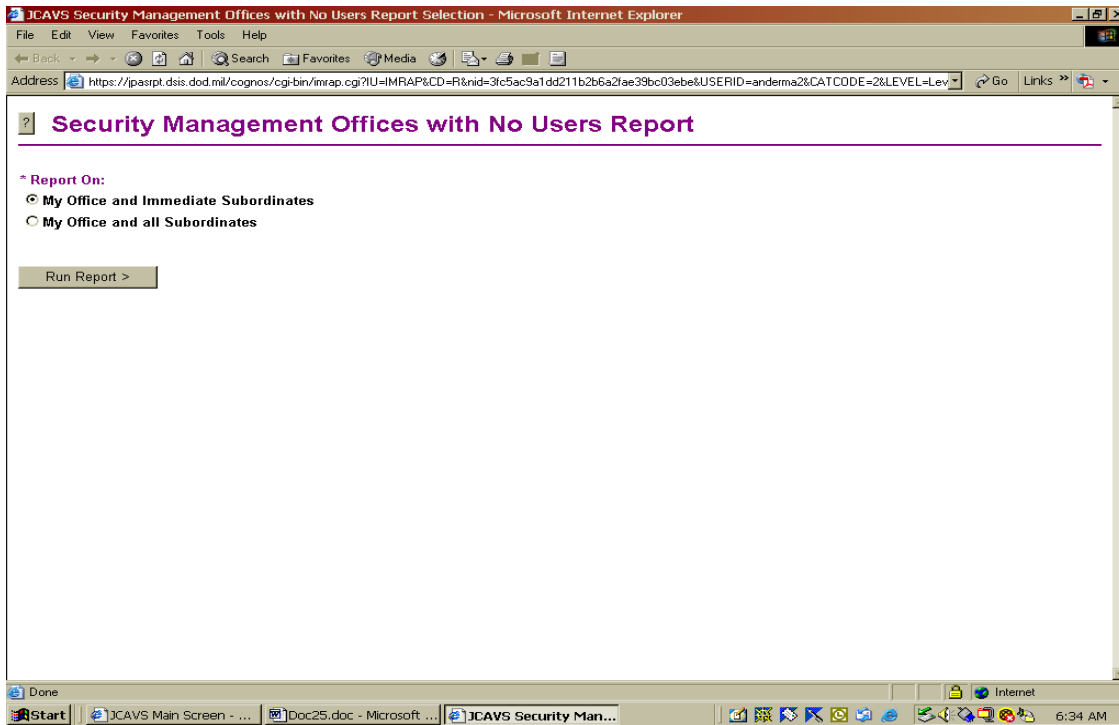 JCAVS Security Management Offices with No Users Report Selection - Microsoft Internet Explorer
File Edit View Favorites Tools Help
Back Search Favorites Media
Address https://jpasrpt.dsis.dod.mil/cognos/cgi-bin/imrap.cgi?IU=IMRAP&CD=R&nid=3fc5ac9a1dd211b2b6a2fae39bc03ebe&USERID=anderma2&CATCODE=2&LEVEL=Lev Go Links »
? Security Management Offices with No Users Report
* Report On:
My Office and Immediate Subordinates
My Office and all Subordinates
Run Report >
Done Internet
Start JCAVS Main Screen - ... Doc25.doc - Microsoft ... JCAVS Security Man... 6:34 AM